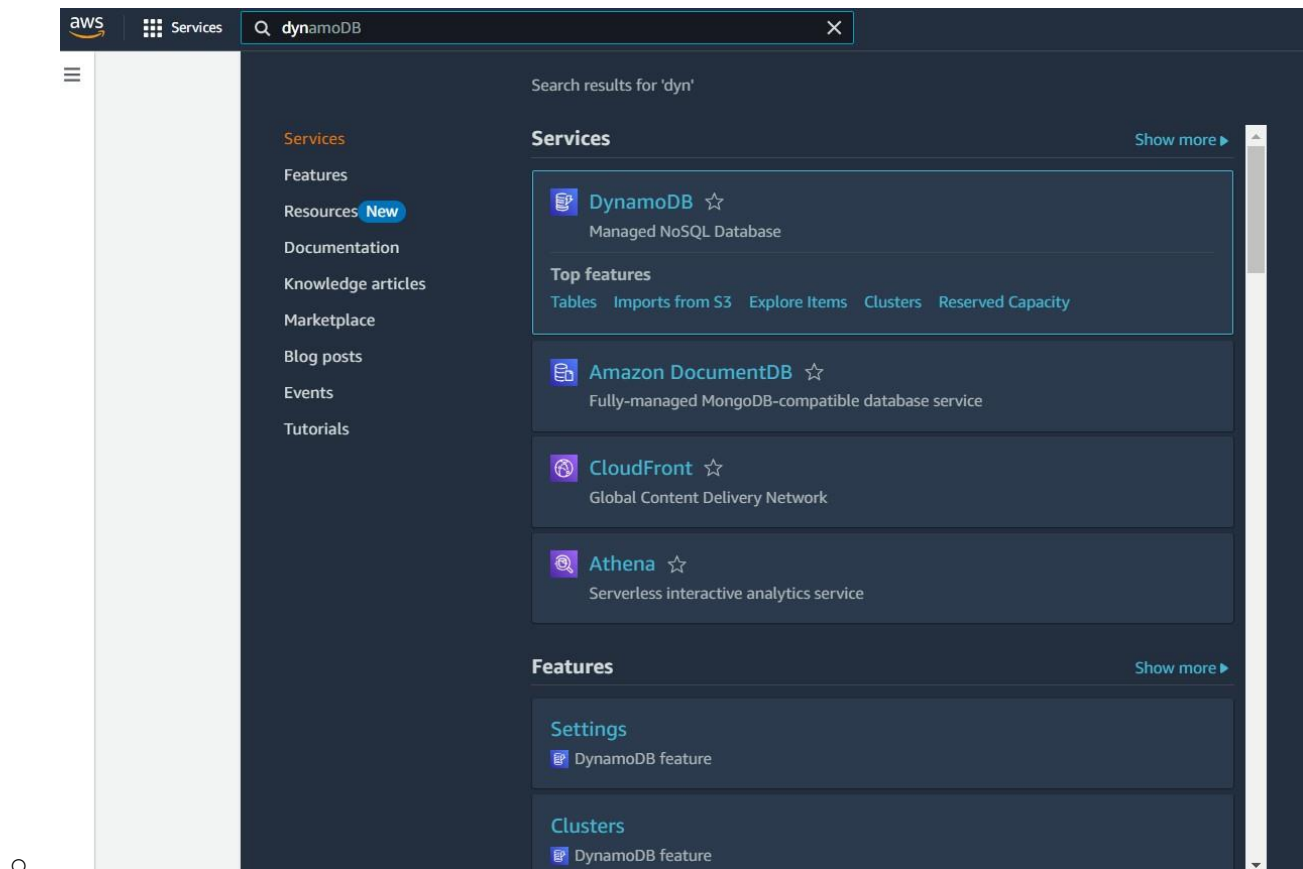 aws Services dynamoDB
Search results for 'dyn'
Services
Features
Resources New
Documentation
Knowledge articles
Marketplace
Blog posts
Events
Tutorials
Services Show more
DynamoDB
Managed NoSQL Database
Top features
Tables Imports from S3 Explore Items Clusters Reserved Capacity
Amazon DocumentDB
Fully-managed MongoDB-compatible database service
CloudFront
Global Content Delivery Network
Athena
Serverless interactive analytics service
Features Show more
Settings
DynamoDB feature
Clusters
DynamoDB feature